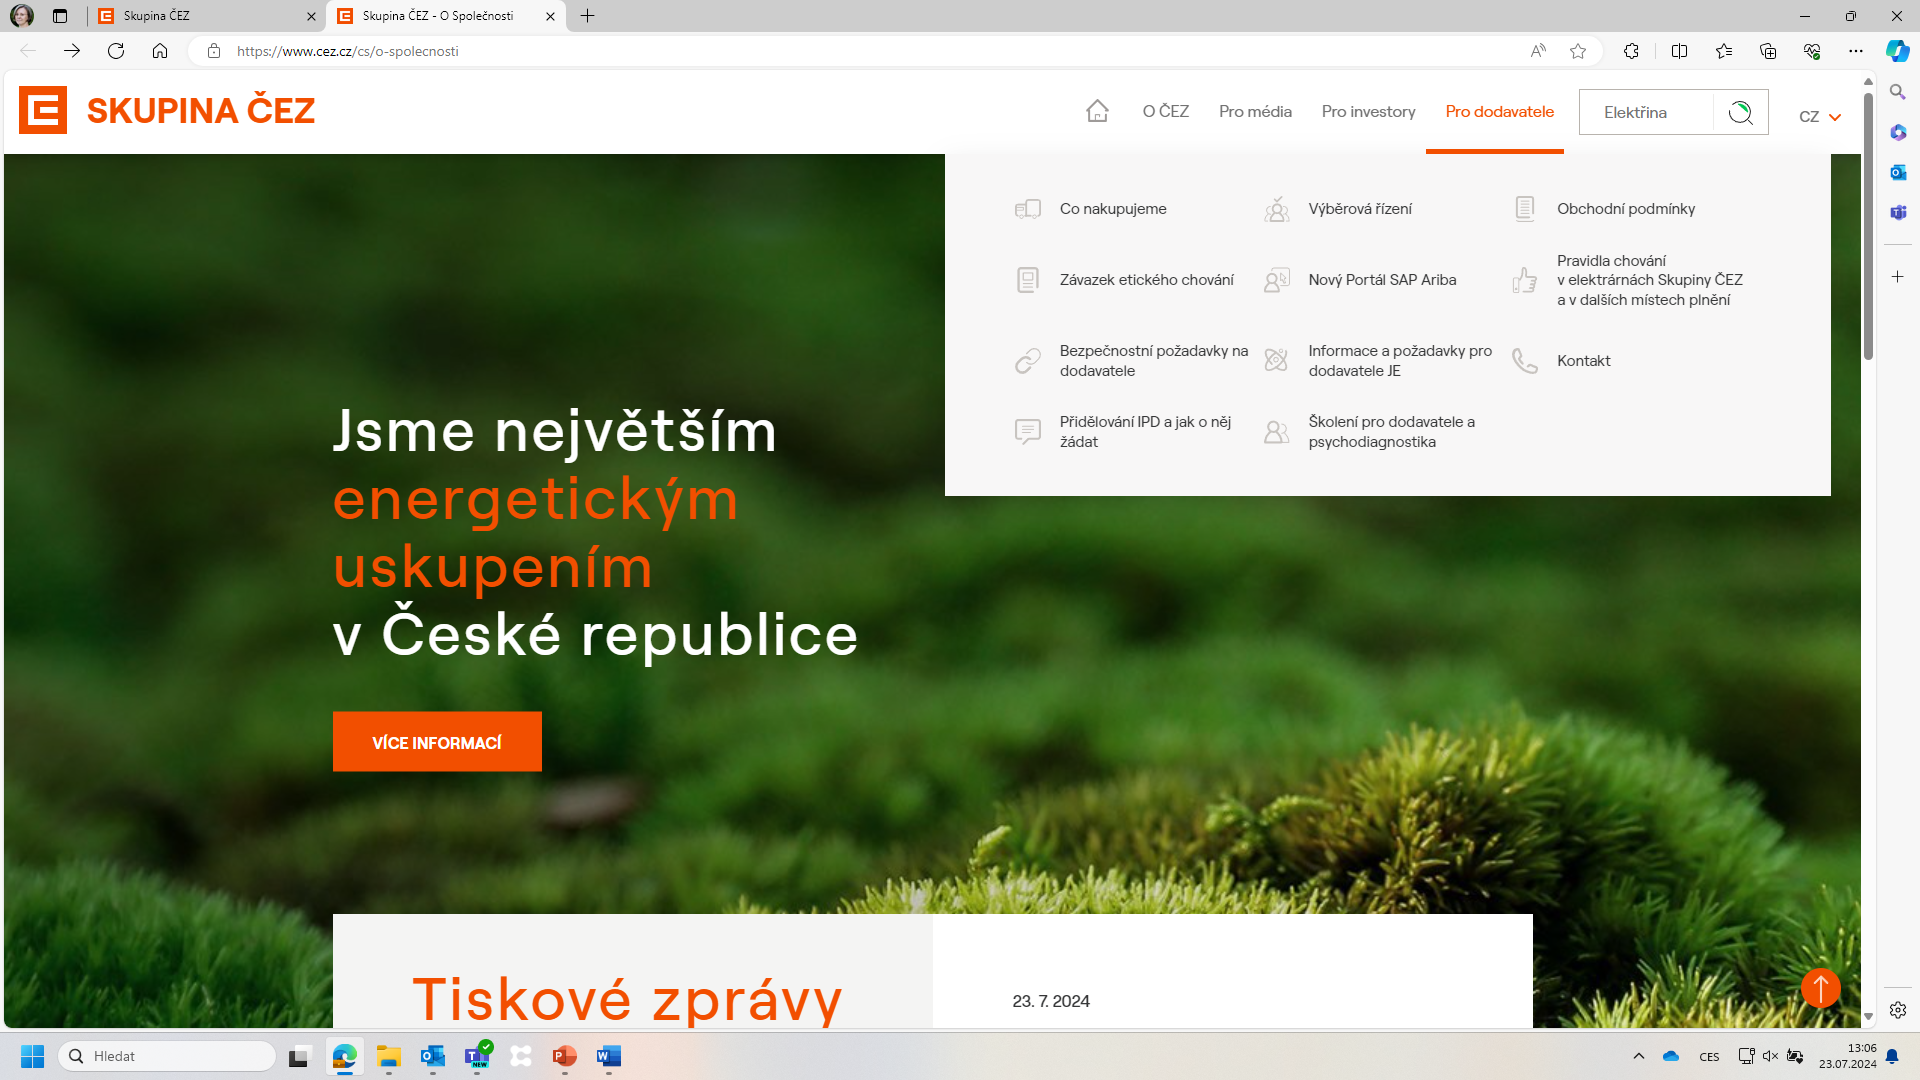 Skupina ČEZ
Skupina ČEZ - O Společnosti
https://www.cez.cz/cs/o-spolecnosti
SKUPINA ČEZ
O ČEZ
Pro média
Pro investory
Pro dodavatele
Elektřina
CZ
Co nakupujeme
Výběrová řízení
Obchodní podmínky
Závazek etického chování
Nový Portál SAP Ariba
Pravidla chování
v elektrárnách Skupiny ČEZ
a v dalších místech plnění
Bezpečnostní požadavky na
dodavatele
Informace a požadavky pro
dodavatele JE
Kontakt
Přidělování IPD a jak o něj
žádat
Školení pro dodavatele a
psychodiagnostika
Jsme největším
energetickým
uskupením
v České republice
VÍCE INFORMACÍ
Tiskové zprávy
23. 7. 2024
Hledat
NEW
CES
13:06
23.07.2024